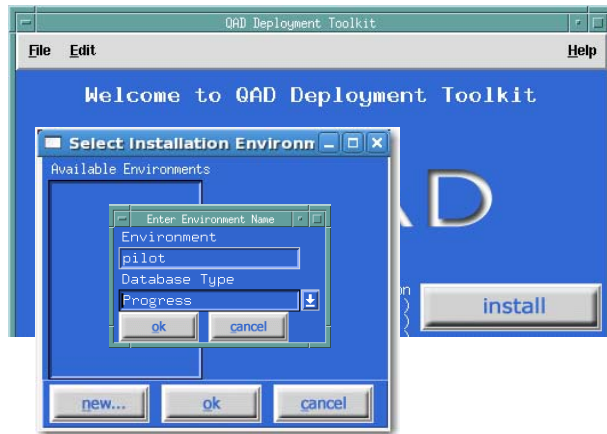 QAD Deployment Toolkit
File Edit Help
Welcome to QAD Deployment Toolkit
Select Installation Environm
Available Environments
Enter Environment Name
Environment
pilot
Database Type
Progress
ok cancel
install
new... ok cancel